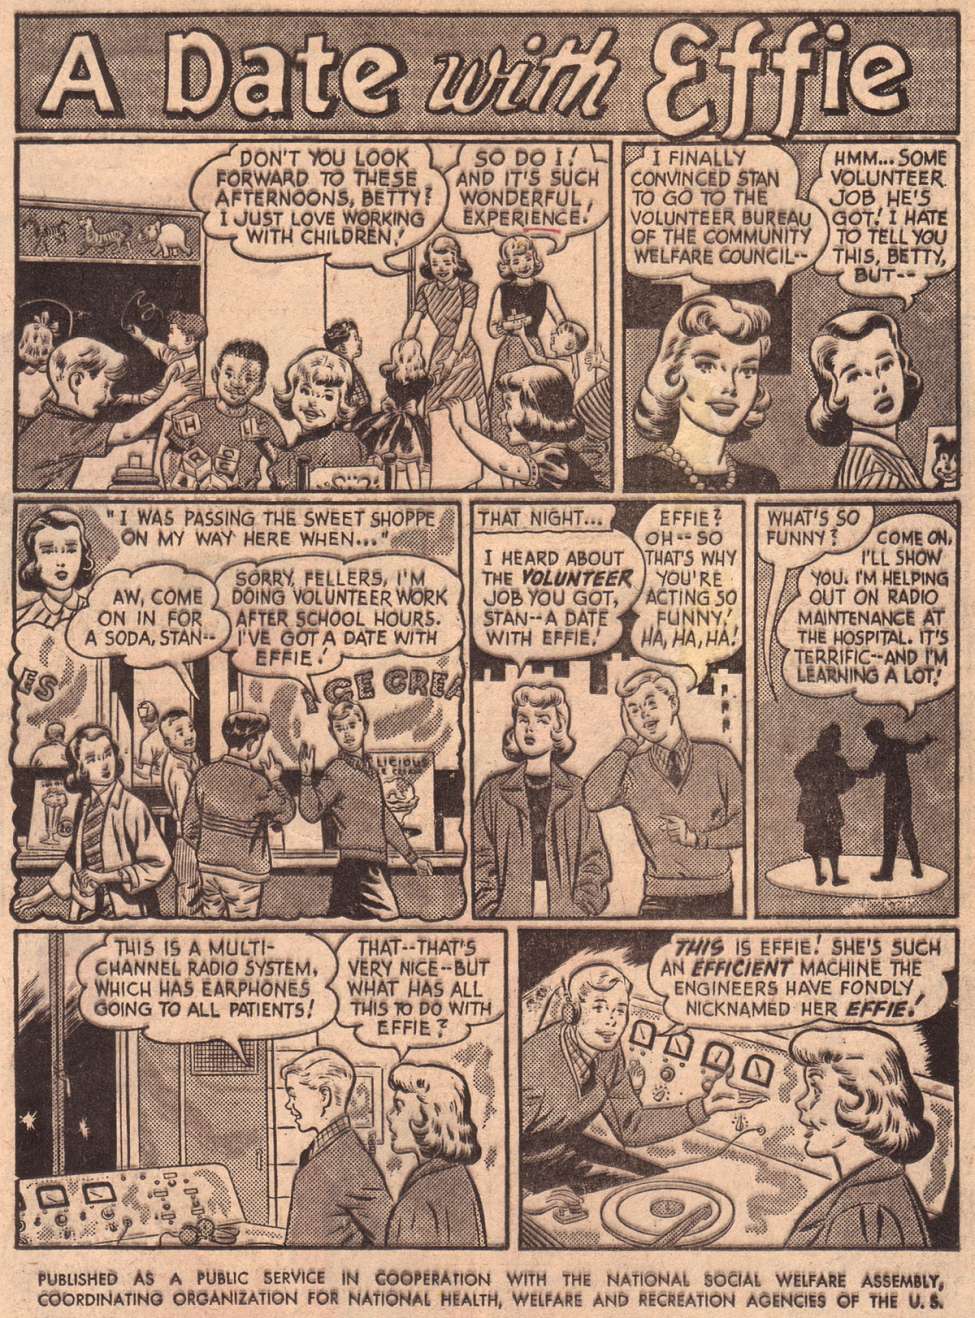 A Date with Effie
DON'T YOU LOOK
FORWARD TO THESE
AFTERNOONS, BETTY?
I JUST LOVE WORKING
WITH CHILDREN!
SO DO I!
AND IT'S SUCH
WONDERFUL
EXPERIENCE!
I FINALLY
CONVINCED STAN
TO GO TO THE
VOLUNTEER BUREAU
OF THE COMMUNITY
WELFARE COUNCIL--
HMM... SOME
VOLUNTEER
JOB HE'S
GOT! I HATE
TO TELL YOU
THIS, BETTY,
BUT--
H
"I WAS PASSING THE SWEET SHOPPE
ON MY WAY HERE WHEN..."
AW, COME
ON IN FOR
A SODA, STAN--
SORRY, FELLERS, I'M
DOING VOLUNTEER WORK
AFTER SCHOOL HOURS.
I'VE GOT A DATE WITH
EFFIE!
ES
ICE CREA
LICIOUS
THAT NIGHT...
I HEARD ABOUT
THE VOLUNTEER
JOB YOU GOT,
STAN--A DATE
WITH EFFIE!
EFFIE?
OH--SO
THAT'S WHY
YOU'RE
ACTING SO
FUNNY!
HA, HA, HA!
WHAT'S SO
FUNNY?
COME ON,
I'LL SHOW
YOU. I'M HELPING
OUT ON RADIO
MAINTENANCE AT
THE HOSPITAL. IT'S
TERRIFIC--AND I'M
LEARNING A LOT!
THIS IS A MULTI-
CHANNEL RADIO SYSTEM,
WHICH HAS EARPHONES
GOING TO ALL PATIENTS!
THAT--THAT'S
VERY NICE--BUT
WHAT HAS ALL
THIS TO DO WITH
EFFIE?
THIS IS EFFIE! SHE'S SUCH
AN EFFICIENT MACHINE THE
ENGINEERS HAVE FONDLY
NICKNAMED HER EFFIE!
PUBLISHED AS A PUBLIC SERVICE IN COOPERATION WITH THE NATIONAL SOCIAL WELFARE ASSEMBLY,
COORDINATING ORGANIZATION FOR NATIONAL HEALTH, WELFARE AND RECREATION AGENCIES OF THE U. S.